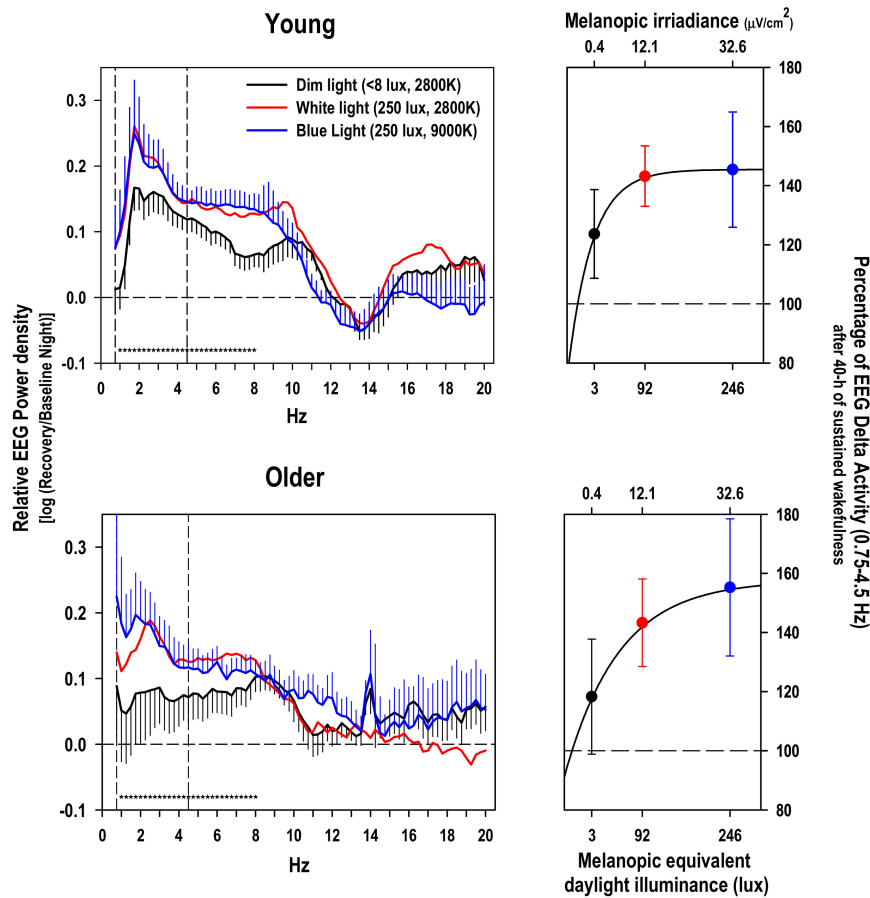 Young
Melanopic irriadiance (μV/cm²)
0.4 12.1 32.6
Dim light (<8 lux, 2800K)
White light (250 lux, 2800K)
Blue Light (250 lux, 9000K)
0.3
0.2
0.1
0.0
-0.1
0 2 4 6 8 10 12 14 16 18 20
Hz
******************************
180
160
140
120
100
80
3 92 246
Relative EEG Power density
[log (Recovery/Baseline Night)]
Percentage of EEG Delta Activity (0.75-4.5 Hz)
after 40-h of sustained wakefulness
Older
0.4 12.1 32.6
0.3
0.2
0.1
0.0
-0.1
0 2 4 6 8 10 12 14 16 18 20
Hz
******************************
180
160
140
120
100
80
3 92 246
Melanopic equivalent
daylight illuminance (lux)